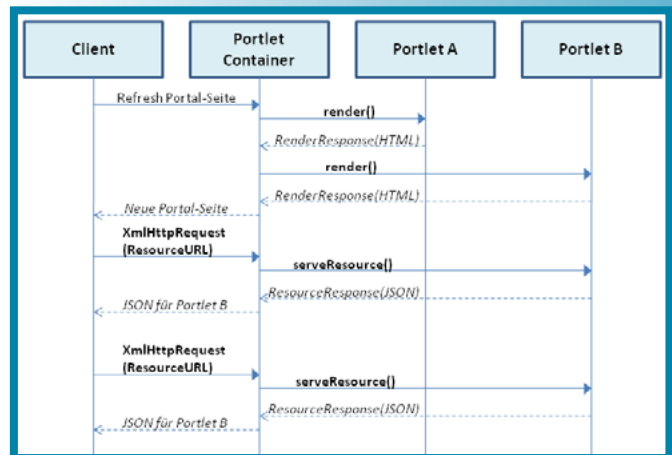 Client
Portlet
Container
Portlet A
Portlet B
Refresh Portal-Seite
render()
RenderResponse(HTML)
render()
RenderResponse(HTML)
Neue Portal-Seite
XmlHttpRequest
(ResourceURL)
serveResource()
ResourceResponse(JSON)
JSON für Portlet B
XmlHttpRequest
(ResourceURL)
serveResource()
ResourceResponse(JSON)
JSON für Portlet B